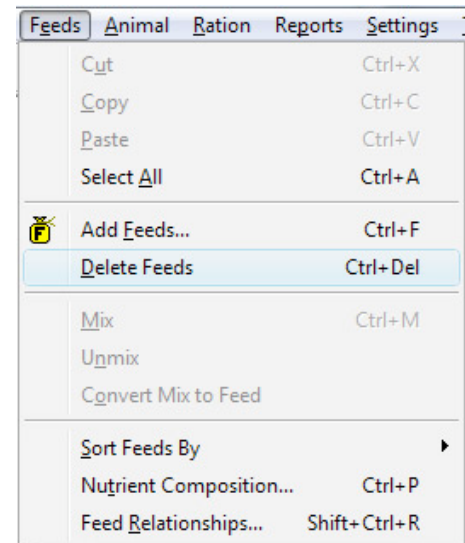 Feeds Animal Ration Reports Settings
Cut Ctrl+X
Copy Ctrl+C
Paste Ctrl+V
Select All Ctrl+A
F Add Feeds... Ctrl+F
Delete Feeds Ctrl+Del
Mix Ctrl+M
Unmix
Convert Mix to Feed
Sort Feeds By
Nutrient Composition... Ctrl+P
Feed Relationships... Shift+Ctrl+R